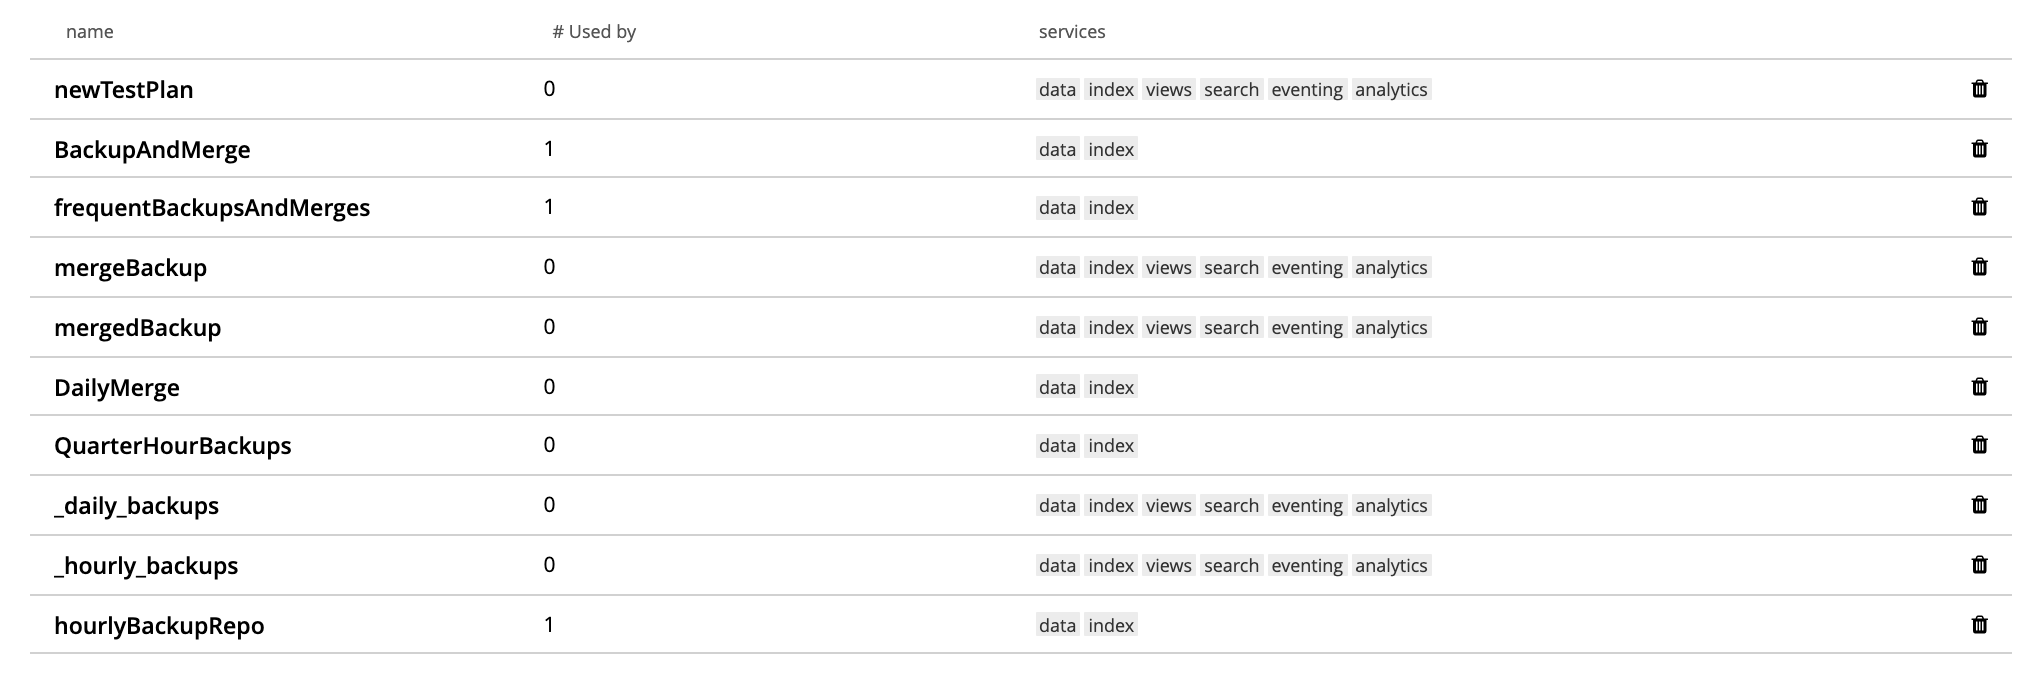 name # Used by services
newTestPlan 0 data index views search eventing analytics
BackupAndMerge 1 data index
frequentBackupsAndMerges 1 data index
mergeBackup 0 data index views search eventing analytics
mergedBackup 0 data index views search eventing analytics
DailyMerge 0 data index
QuarterHourBackups 0 data index
_daily_backups 0 data index views search eventing analytics
_hourly_backups 0 data index views search eventing analytics
hourlyBackupRepo 1 data index